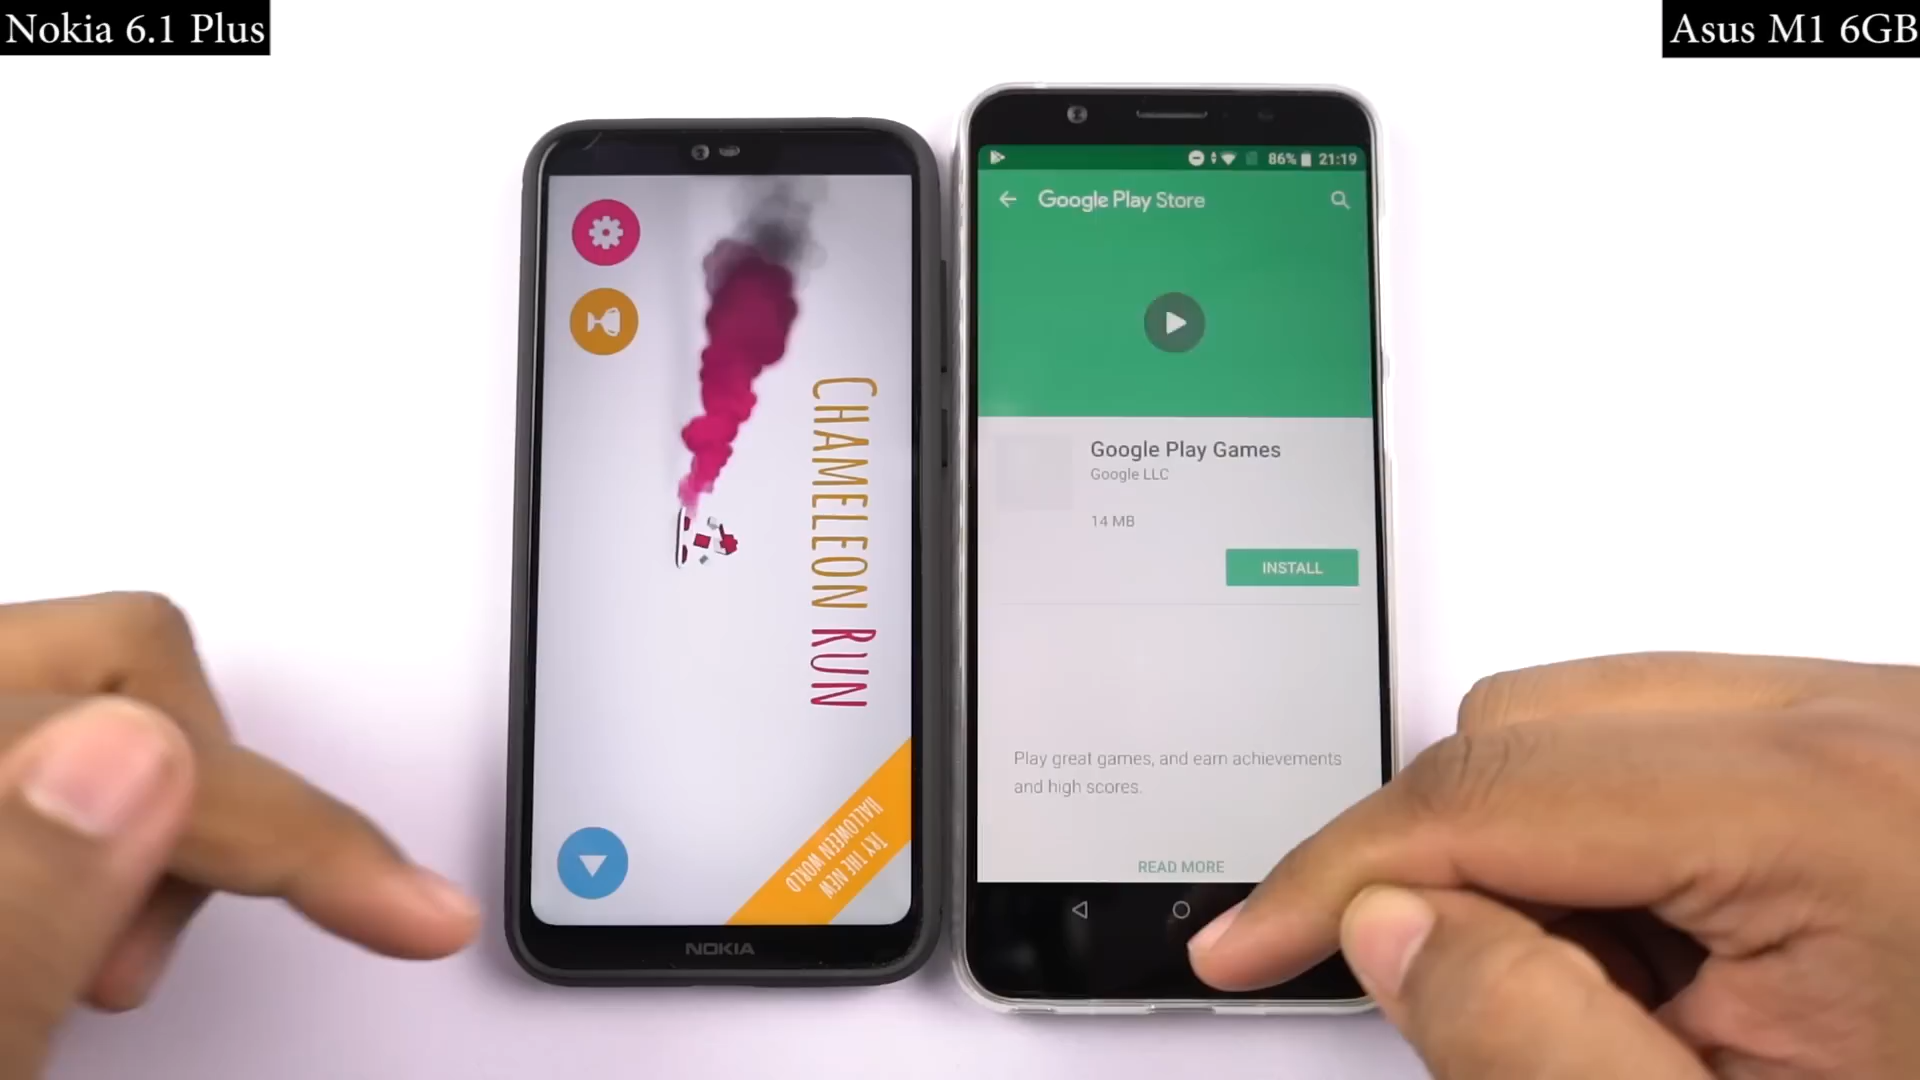 Nokia 6.1 Plus
Asus M1 6GB
CHAMELEON RUN
TRY THE NEW
HALLOWEEN WORLD
NOKIA
86% 21:19
Google Play Store
Google Play Games
Google LLC
14 MB
INSTALL
Play great games, and earn achievements
and high scores.
READ MORE